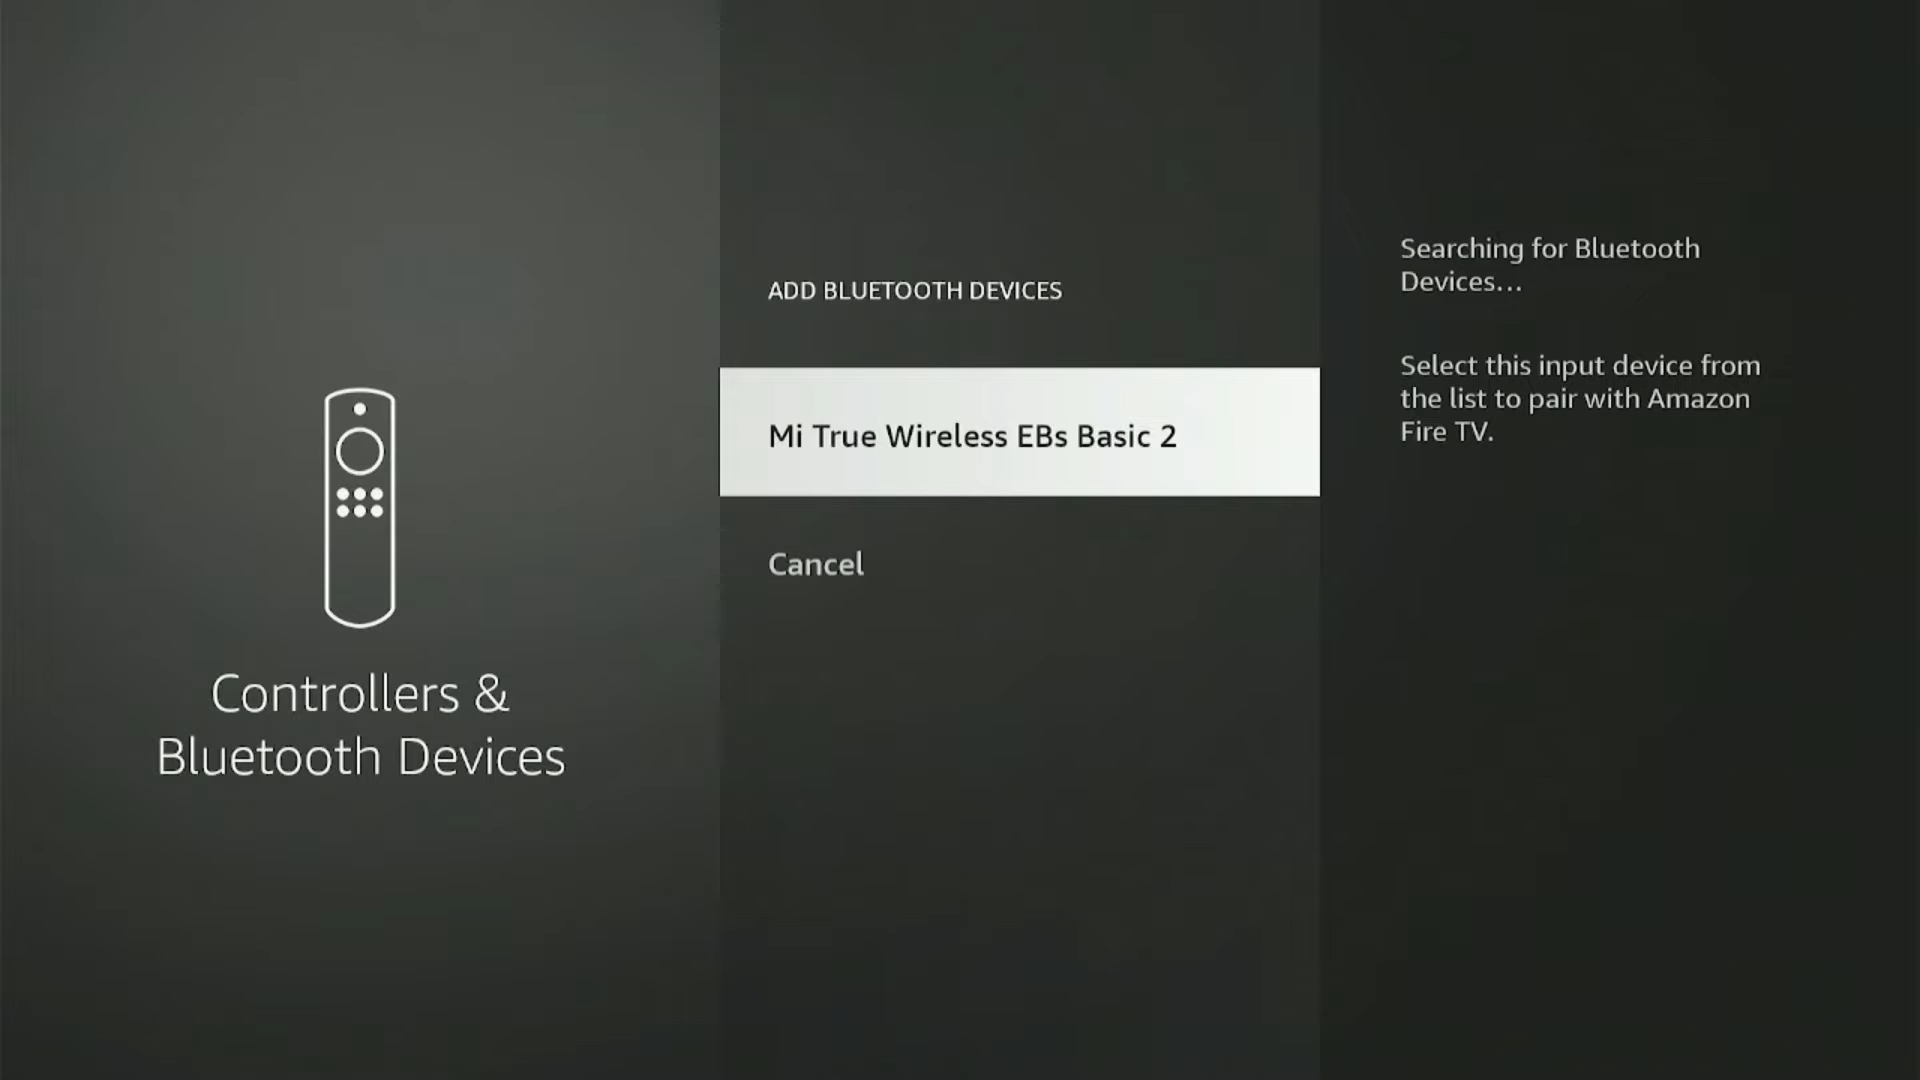 ADD BLUETOOTH DEVICES
Mi True Wireless EBs Basic 2
Cancel
Controllers &
Bluetooth Devices
Searching for Bluetooth
Devices...
Select this input device from
the list to pair with Amazon
Fire TV.